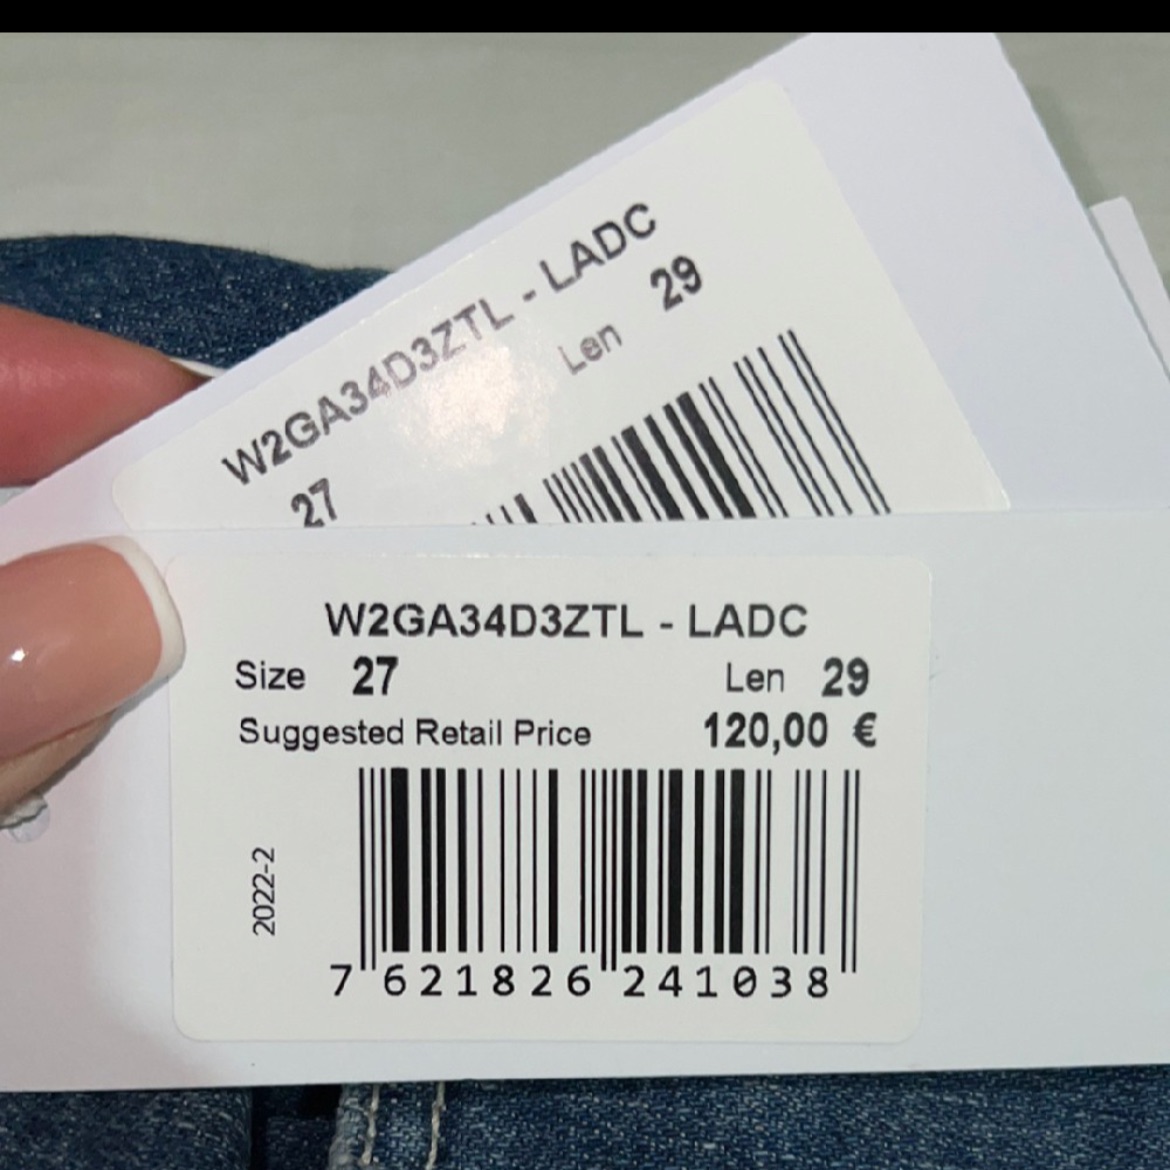 W2GA34D3ZTL - LADC
Len 29
27
W2GA34D3ZTL - LADC
Size 27 Len 29
Suggested Retail Price 120,00 €
2022-2
7 621826 241038